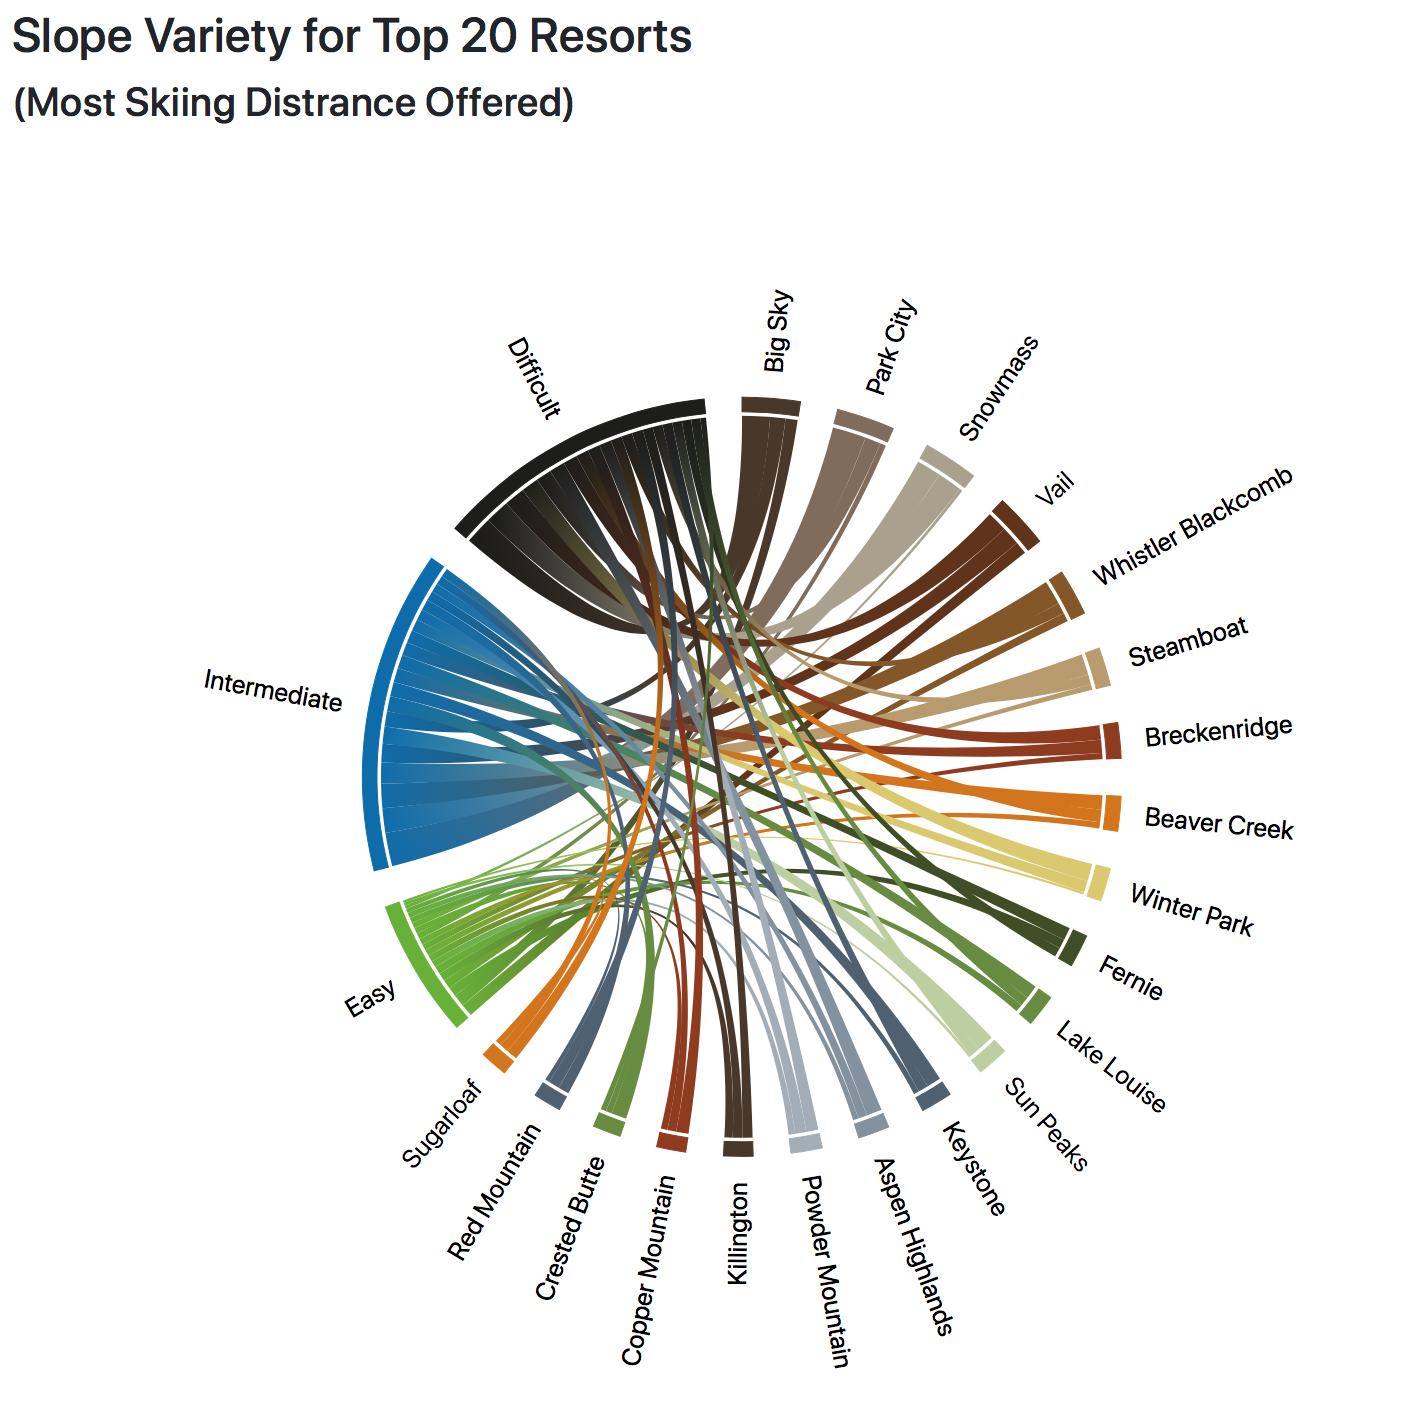 Slope Variety for Top 20 Resorts
(Most Skiing Distrance Offered)
Big Sky
Park City
Snowmass
Vail
Whistler Blackcomb
Steamboat
Breckenridge
Beaver Creek
Winter Park
Fernie
Lake Louise
Sun Peaks
Keystone
Aspen Highlands
Powder Mountain
Killington
Copper Mountain
Crested Butte
Red Mountain
Sugarloaf
Easy
Intermediate
Difficult